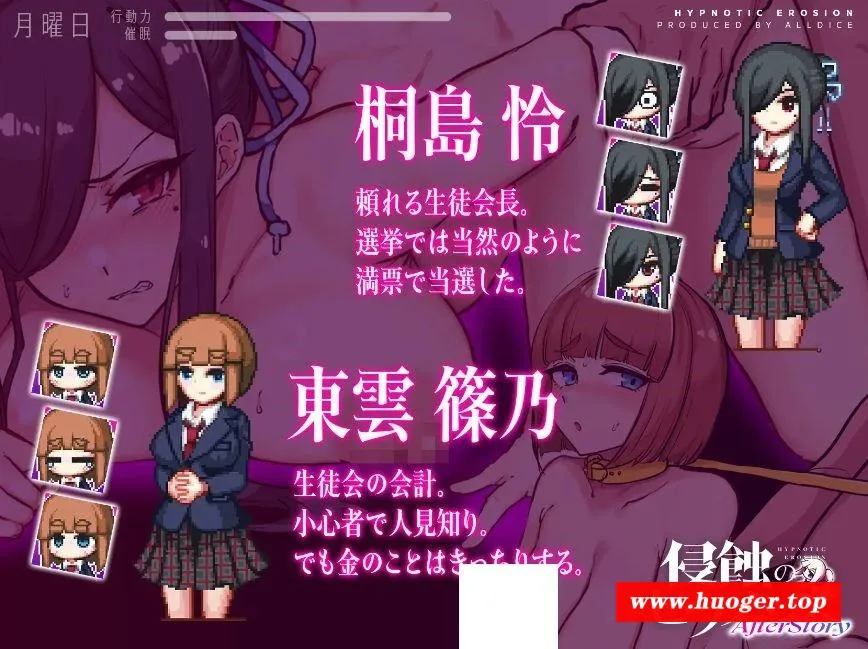 月曜日
行動力
催眠
HYPNOTIC EROSION
PRODUCED BY ALLDICE
桐島 怜
頼れる生徒会長。
選挙では当然のように
満票で当選した。
東雲 篠乃
生徒会の会計。
小心者で人見知り。
でも金のことはきっちりする。
HYPNOTIC
EROSION
侵蝕の
www.huoger.top
AfterStory